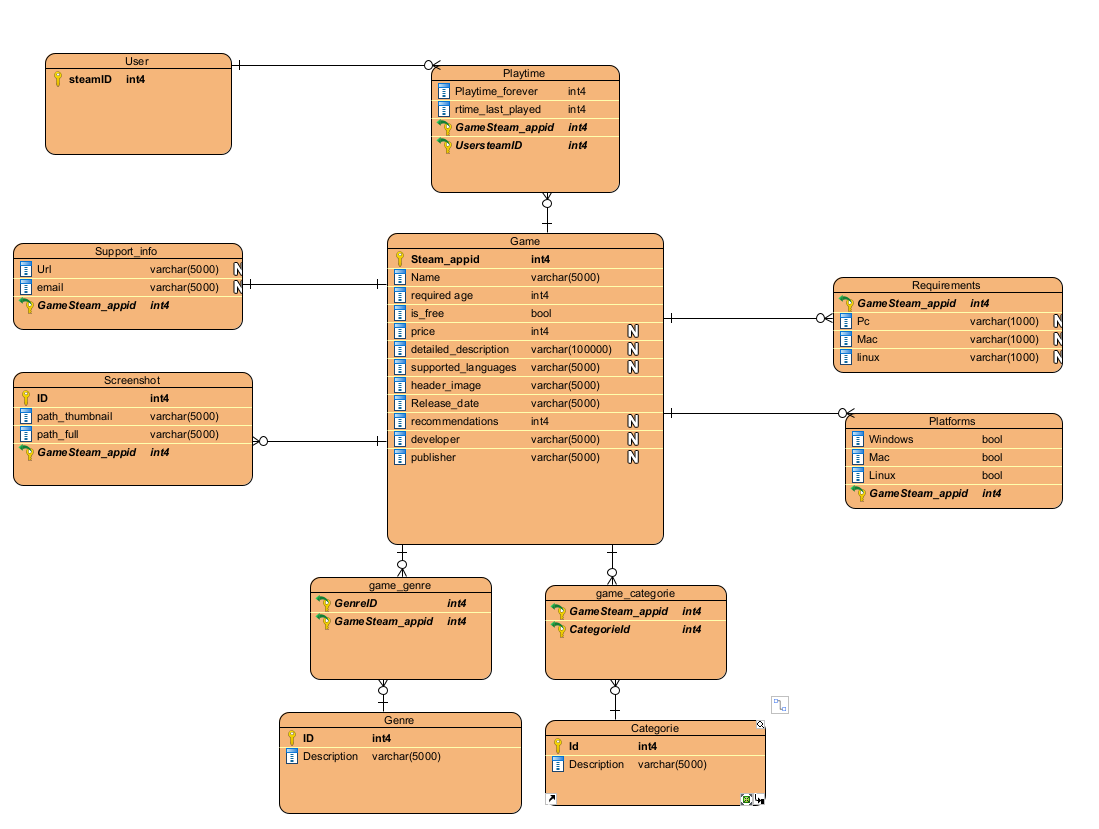 User
steamID int4
Playtime
Playtime_forever int4
rtime_last_played int4
GameSteam_appid int4
UsersteamID int4
Support_info
Url varchar(5000) N
email varchar(5000) N
GameSteam_appid int4
Game
Steam_appid int4
Name varchar(5000)
required age int4
is_free bool
price int4 N
detailed_description varchar(100000) N
supported_languages varchar(5000) N
header_image varchar(5000)
Release_date varchar(5000)
recommendations int4 N
developer varchar(5000) N
publisher varchar(5000) N
Requirements
GameSteam_appid int4
Pc varchar(1000) N
Mac varchar(1000) N
linux varchar(1000) N
Screenshot
ID int4
path_thumbnail varchar(5000)
path_full varchar(5000)
GameSteam_appid int4
Platforms
Windows bool
Mac bool
Linux bool
GameSteam_appid int4
game_genre
GenreID int4
GameSteam_appid int4
game_categorie
GameSteam_appid int4
CategorieId int4
Genre
ID int4
Description varchar(5000)
Categorie
Id int4
Description varchar(5000)